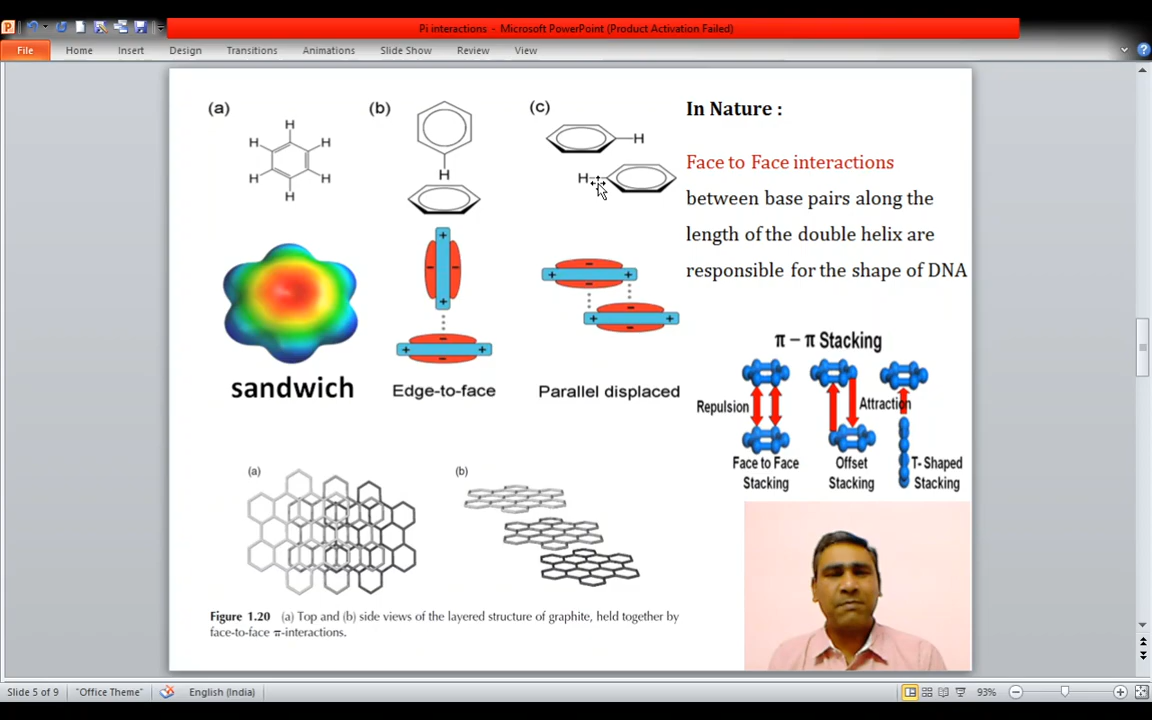 Pi interactions - Microsoft PowerPoint (Product Activation Failed)
File Home Insert Design Transitions Animations Slide Show Review View
(a)
H
H H
H H
H
sandwich
(b)
H
+
− −
+
−
+ +
−
Edge-to-face
(c)
H
H
−
+ +
−
−
+ +
−
Parallel displaced
In Nature :
Face to Face interactions
between base pairs along the
length of the double helix are
responsible for the shape of DNA
π – π Stacking
Repulsion
Attraction
Face to Face
Stacking
Offset
Stacking
T- Shaped
Stacking
(a) (b)
Figure 1.20 (a) Top and (b) side views of the layered structure of graphite, held together by
face-to-face π-interactions.
Slide 5 of 9 "Office Theme" English (India) 93%